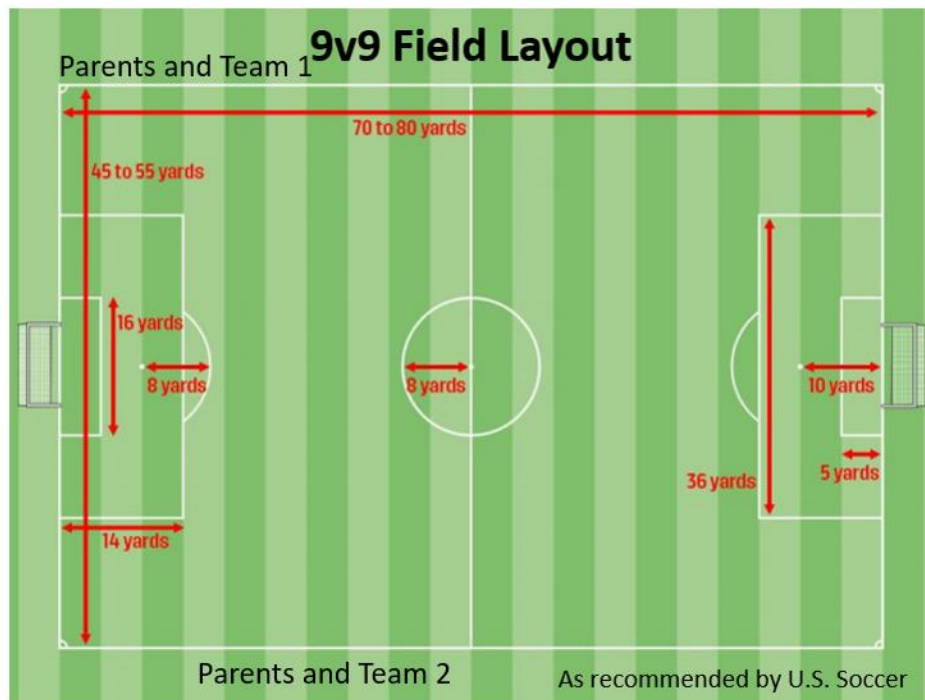 9v9 Field Layout
Parents and Team 1
70 to 80 yards
45 to 55 yards
16 yards
8 yards
8 yards
10 yards
5 yards
36 yards
14 yards
Parents and Team 2
As recommended by U.S. Soccer